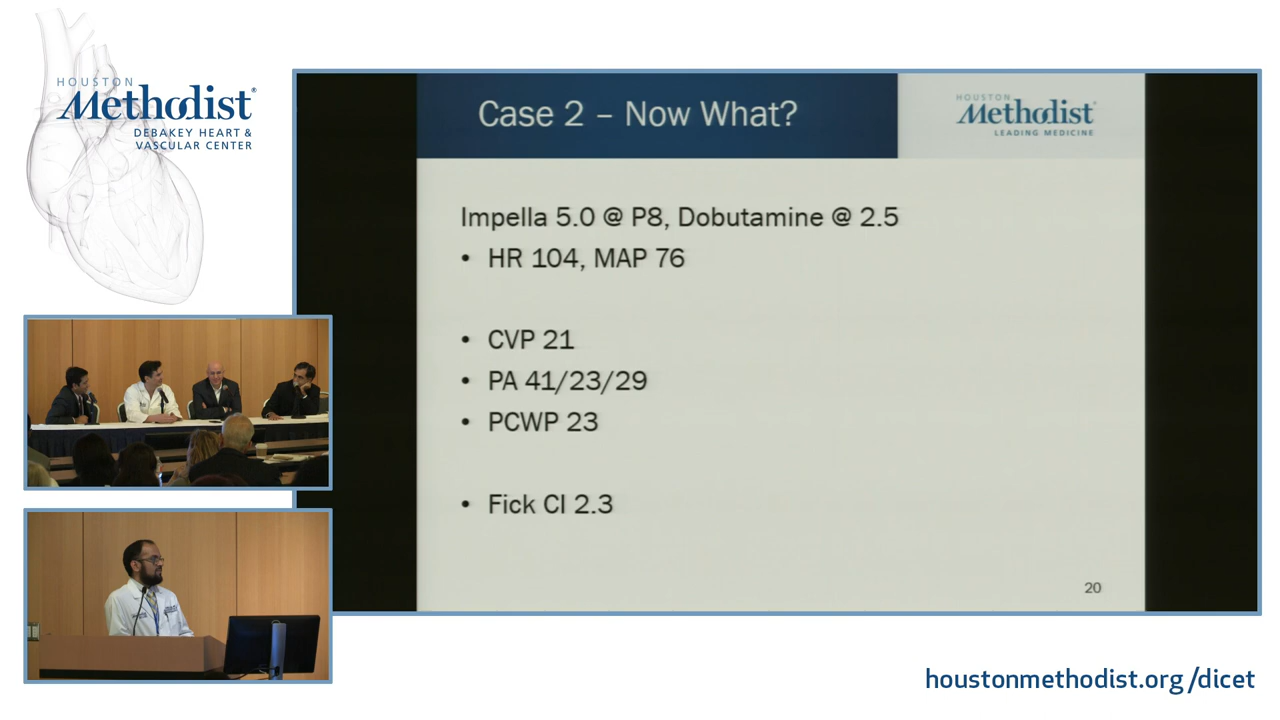 HOUSTON
Methodist®
DEBAKEY HEART &
VASCULAR CENTER
Case 2 – Now What?
HOUSTON
Methodist®
LEADING MEDICINE
Impella 5.0 @ P8, Dobutamine @ 2.5
• HR 104, MAP 76
• CVP 21
• PA 41/23/29
• PCWP 23
• Fick CI 2.3
20
houstonmethodist.org/dicet